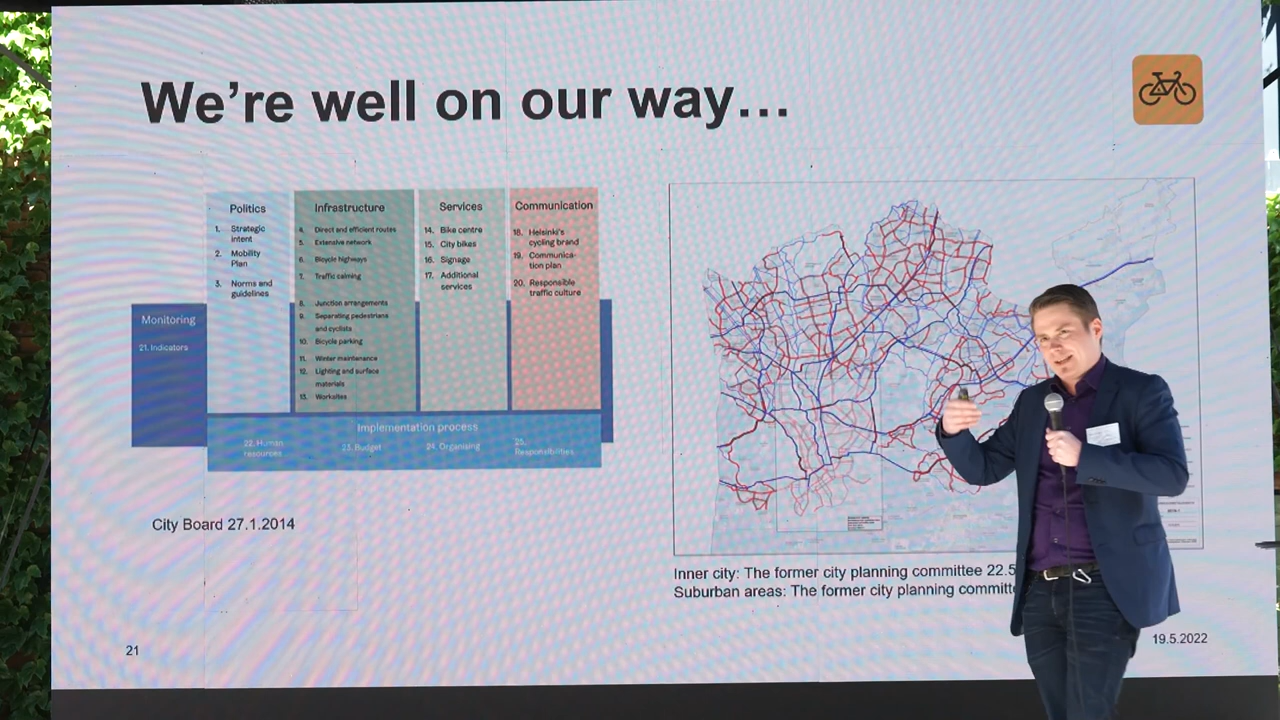 We're well on our way…
Politics
1. Strategic
intent
2. Mobility
Plan
3. Norms and
guidelines
Infrastructure
4. Direct and efficient routes
5. Extensive network
6. Bicycle highways
7. Traffic calming
8. Junction arrangements
9. Separating pedestrians
and cyclists
10. Bicycle parking
11. Winter maintenance
12. Lighting and surface
materials
13. Worksites
Services
14. Bike centre
15. City bikes
16. Signage
17. Additional
services
Communication
18. Helsinki's
cycling brand
19. Communica-
tion plan
20. Responsible
traffic culture
Monitoring
21. Indicators
Implementation process
22. Human
resources
23. Budget
24. Organising
25.
Responsibilities
City Board 27.1.2014
Inner city: The former city planning committee 22.5
Suburban areas: The former city planning committ
21
19.5.2022